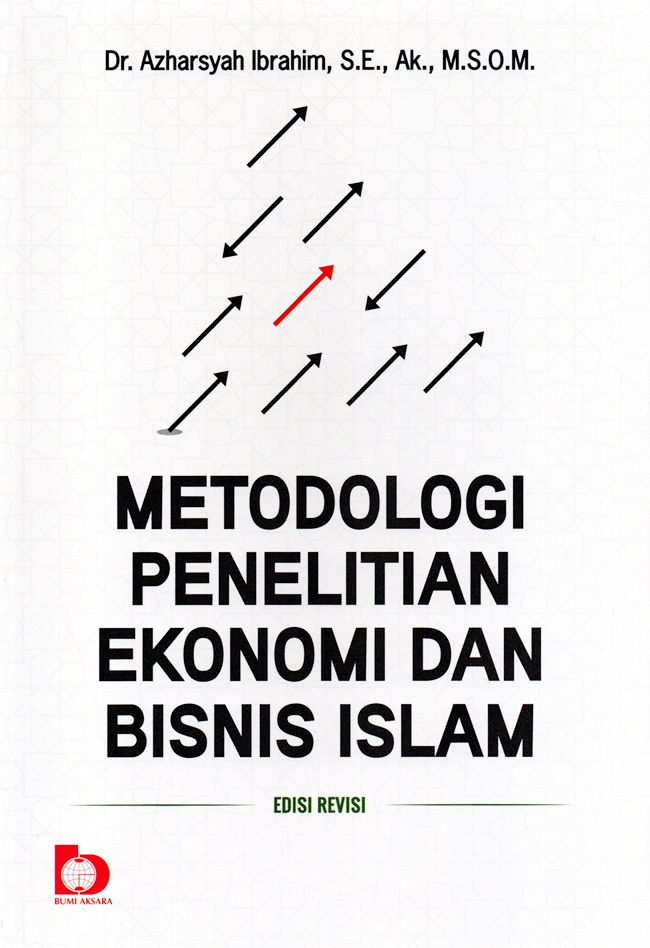 Dr. Azharsyah Ibrahim, S.E., Ak., M.S.O.M.
METODOLOGI
PENELITIAN
EKONOMI DAN
BISNIS ISLAM
EDISI REVISI
BUMI AKSARA